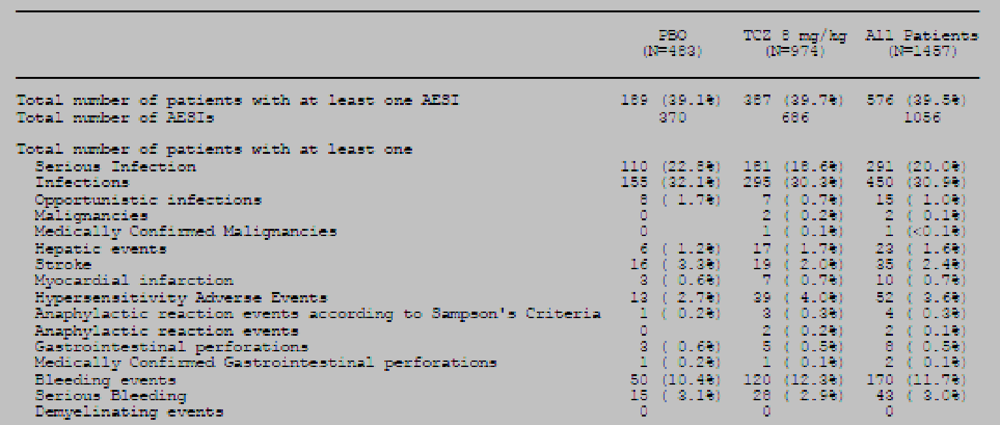 PBO TCZ 8 mg/kg All Patients
(N=483) (N=974) (N=1457)
Total number of patients with at least one AESI 189 (39.1%) 387 (39.7%) 576 (39.5%)
Total number of AESIs 370 686 1056
Total number of patients with at least one
Serious Infection 110 (22.8%) 181 (18.6%) 291 (20.0%)
Infections 155 (32.1%) 295 (30.3%) 450 (30.9%)
Opportunistic infections 8 ( 1.7%) 7 ( 0.7%) 15 ( 1.0%)
Malignancies 0 2 ( 0.2%) 2 ( 0.1%)
Medically Confirmed Malignancies 0 1 ( 0.1%) 1 (<0.1%)
Hepatic events 6 ( 1.2%) 17 ( 1.7%) 23 ( 1.6%)
Stroke 16 ( 3.3%) 19 ( 2.0%) 35 ( 2.4%)
Myocardial infarction 3 ( 0.6%) 7 ( 0.7%) 10 ( 0.7%)
Hypersensitivity Adverse Events 13 ( 2.7%) 39 ( 4.0%) 52 ( 3.6%)
Anaphylactic reaction events according to Sampson's Criteria 1 ( 0.2%) 3 ( 0.3%) 4 ( 0.3%)
Anaphylactic reaction events 0 2 ( 0.2%) 2 ( 0.1%)
Gastrointestinal perforations 3 ( 0.6%) 5 ( 0.5%) 8 ( 0.5%)
Medically Confirmed Gastrointestinal perforations 1 ( 0.2%) 1 ( 0.1%) 2 ( 0.1%)
Bleeding events 50 (10.4%) 120 (12.3%) 170 (11.7%)
Serious Bleeding 15 ( 3.1%) 28 ( 2.9%) 43 ( 3.0%)
Demyelinating events 0 0 0